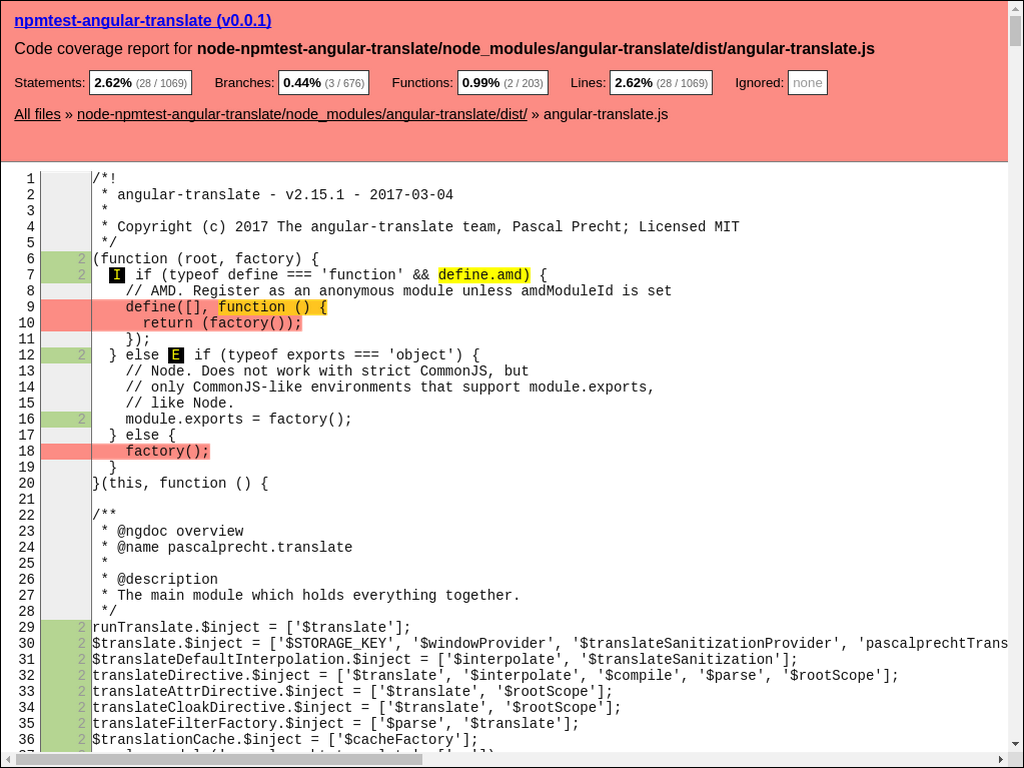 npmtest-angular-translate (v0.0.1)
Code coverage report for node-npmtest-angular-translate/node_modules/angular-translate/dist/angular-translate.js
Statements: 2.62% (28 / 1069) Branches: 0.44% (3 / 676) Functions: 0.99% (2 / 203) Lines: 2.62% (28 / 1069) Ignored: none
All files » node-npmtest-angular-translate/node_modules/angular-translate/dist/ » angular-translate.js
1 /*!
2 * angular-translate - v2.15.1 - 2017-03-04
3 *
4 * Copyright (c) 2017 The angular-translate team, Pascal Precht; Licensed MIT
5 */
6 2 (function (root, factory) {
7 2 I if (typeof define === 'function' && define.amd) {
8 // AMD. Register as an anonymous module unless amdModuleId is set
9 define([], function () {
10 return (factory());
11 });
12 2 } else E if (typeof exports === 'object') {
13 // Node. Does not work with strict CommonJS, but
14 // only CommonJS-like environments that support module.exports,
15 // like Node.
16 2 module.exports = factory();
17 } else {
18 factory();
19 }
20 }(this, function () {
21
22 /**
23 * @ngdoc overview
24 * @name pascalprecht.translate
25 *
26 * @description
27 * The main module which holds everything together.
28 */
29 2 runTranslate.$inject = ['$translate'];
30 2 $translate.$inject = ['$STORAGE_KEY', '$windowProvider', '$translateSanitizationProvider', 'pascalprechtTrans
31 2 $translateDefaultInterpolation.$inject = ['$interpolate', '$translateSanitization'];
32 2 translateDirective.$inject = ['$translate', '$interpolate', '$compile', '$parse', '$rootScope'];
33 2 translateAttrDirective.$inject = ['$translate', '$rootScope'];
34 2 translateCloakDirective.$inject = ['$translate', '$rootScope'];
35 2 translateFilterFactory.$inject = ['$parse', '$translate'];
36 2 $translationCache.$inject = ['$cacheFactory'];